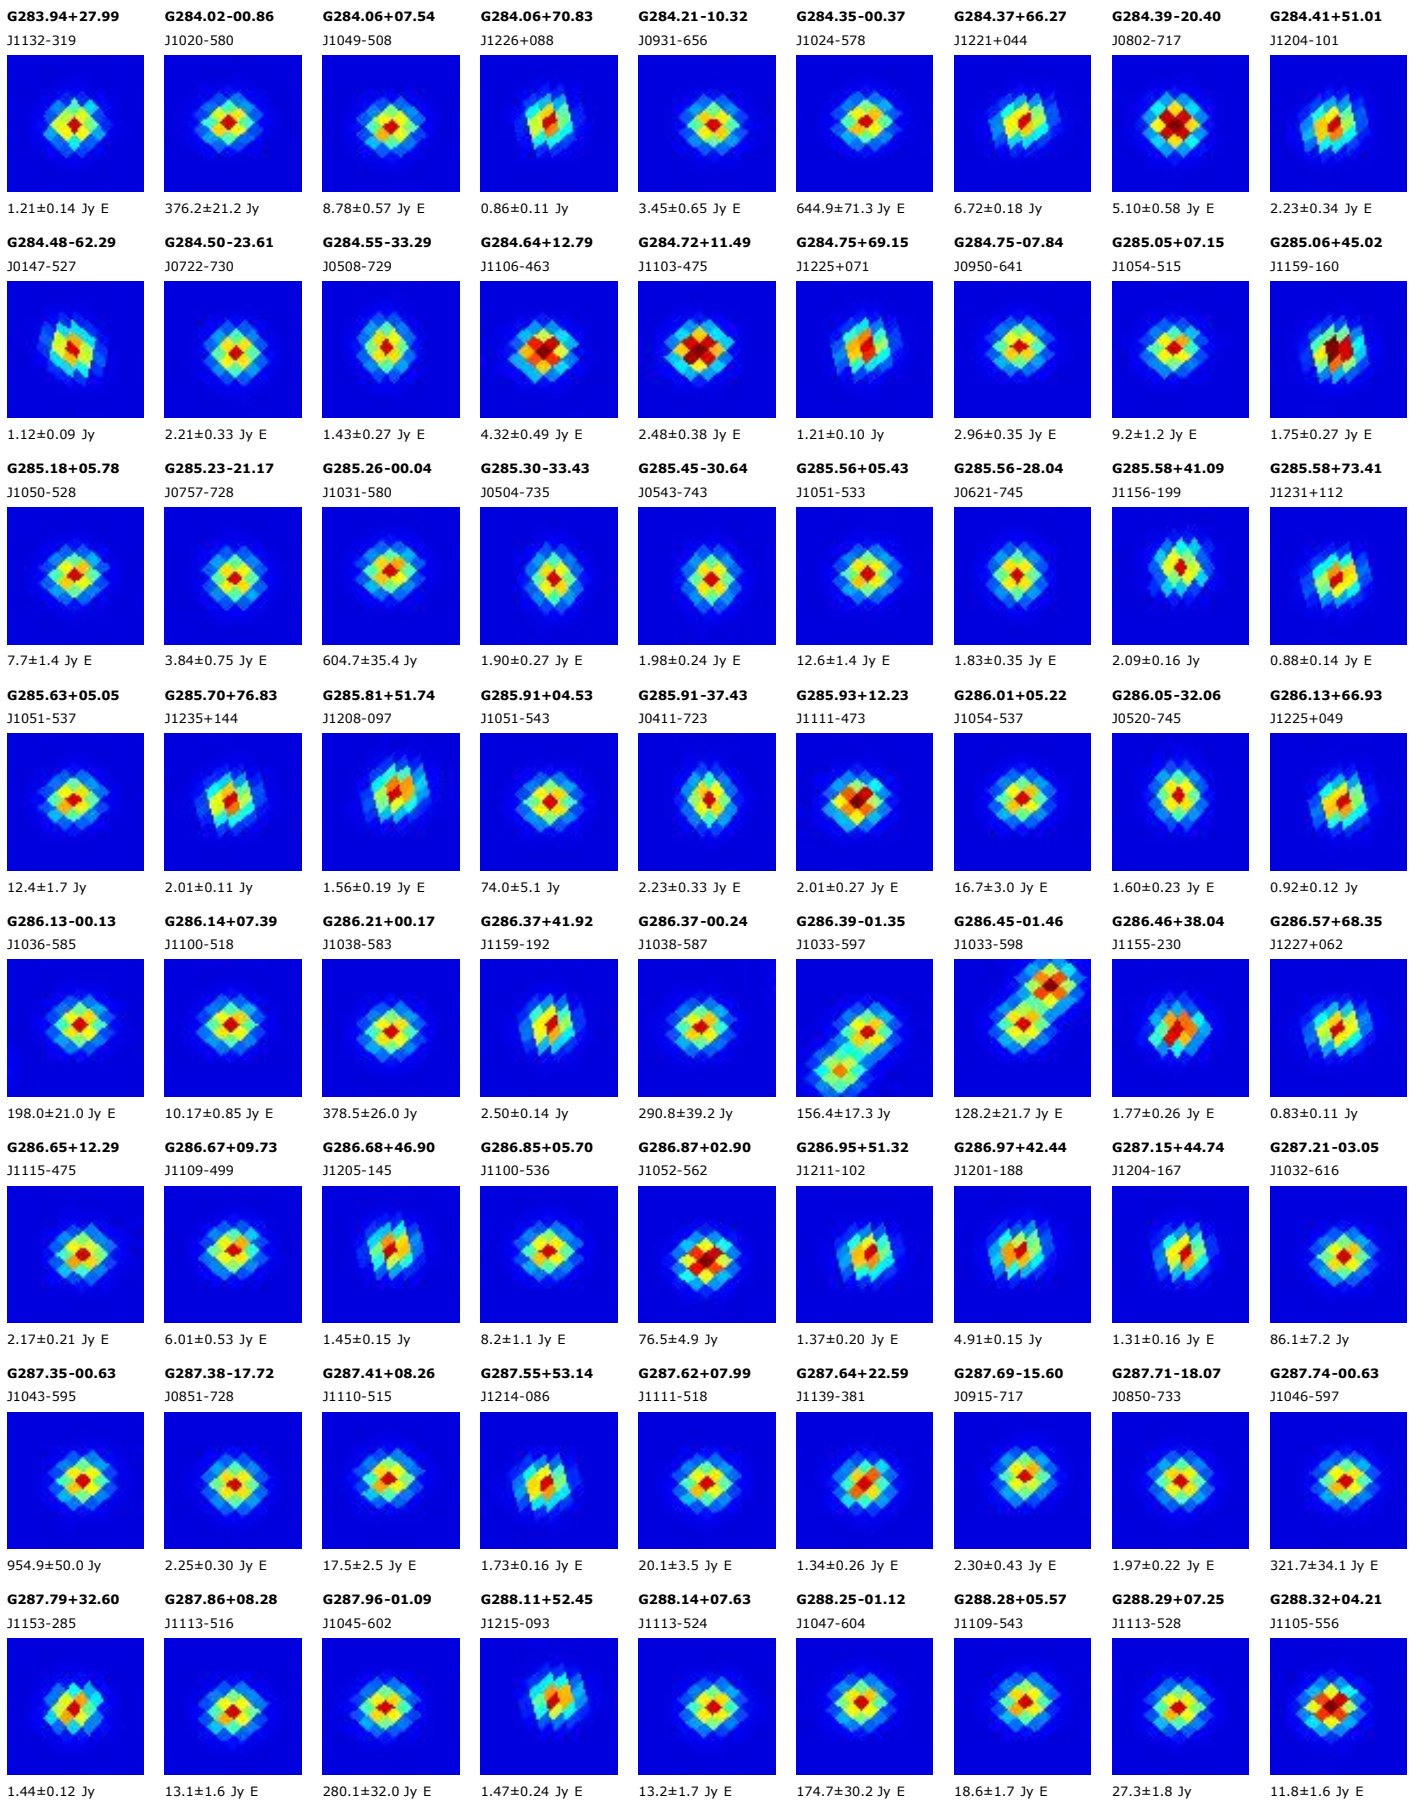 G283.94+27.99 G284.02-00.86 G284.06+07.54 G284.06+70.83 G284.21-10.32 G284.35-00.37 G284.37+66.27 G284.39-20.40 G284.41+51.01
J1132-319 J1020-580 J1049-508 J1226+088 J0931-656 J1024-578 J1221+044 J0802-717 J1204-101
1.21±0.14 Jy E 376.2±21.2 Jy 8.78±0.57 Jy E 0.86±0.11 Jy 3.45±0.65 Jy E 644.9±71.3 Jy E 6.72±0.18 Jy 5.10±0.58 Jy E 2.23±0.34 Jy E
G284.48-62.29 G284.50-23.61 G284.55-33.29 G284.64+12.79 G284.72+11.49 G284.75+69.15 G284.75-07.84 G285.05+07.15 G285.06+45.02
J0147-527 J0722-730 J0508-729 J1106-463 J1103-475 J1225+071 J0950-641 J1054-515 J1159-160
1.12±0.09 Jy 2.21±0.33 Jy E 1.43±0.27 Jy E 4.32±0.49 Jy E 2.48±0.38 Jy E 1.21±0.10 Jy 2.96±0.35 Jy E 9.2±1.2 Jy E 1.75±0.27 Jy E
G285.18+05.78 G285.23-21.17 G285.26-00.04 G285.30-33.43 G285.45-30.64 G285.56+05.43 G285.56-28.04 G285.58+41.09 G285.58+73.41
J1050-528 J0757-728 J1031-580 J0504-735 J0543-743 J1051-533 J0621-745 J1156-199 J1231+112
7.7±1.4 Jy E 3.84±0.75 Jy E 604.7±35.4 Jy 1.90±0.27 Jy E 1.98±0.24 Jy E 12.6±1.4 Jy E 1.83±0.35 Jy E 2.09±0.16 Jy 0.88±0.14 Jy E
G285.63+05.05 G285.70+76.83 G285.81+51.74 G285.91+04.53 G285.91-37.43 G285.93+12.23 G286.01+05.22 G286.05-32.06 G286.13+66.93
J1051-537 J1235+144 J1208-097 J1051-543 J0411-723 J1111-473 J1054-537 J0520-745 J1225+049
12.4±1.7 Jy 2.01±0.11 Jy 1.56±0.19 Jy E 74.0±5.1 Jy 2.23±0.33 Jy E 2.01±0.27 Jy E 16.7±3.0 Jy E 1.60±0.23 Jy E 0.92±0.12 Jy
G286.13-00.13 G286.14+07.39 G286.21+00.17 G286.37+41.92 G286.37-00.24 G286.39-01.35 G286.45-01.46 G286.46+38.04 G286.57+68.35
J1036-585 J1100-518 J1038-583 J1159-192 J1038-587 J1033-597 J1033-598 J1155-230 J1227+062
198.0±21.0 Jy E 10.17±0.85 Jy E 378.5±26.0 Jy 2.50±0.14 Jy 290.8±39.2 Jy 156.4±17.3 Jy 128.2±21.7 Jy E 1.77±0.26 Jy E 0.83±0.11 Jy
G286.65+12.29 G286.67+09.73 G286.68+46.90 G286.85+05.70 G286.87+02.90 G286.95+51.32 G286.97+42.44 G287.15+44.74 G287.21-03.05
J1115-475 J1109-499 J1205-145 J1100-536 J1052-562 J1211-102 J1201-188 J1204-167 J1032-616
2.17±0.21 Jy E 6.01±0.53 Jy E 1.45±0.15 Jy 8.2±1.1 Jy E 76.5±4.9 Jy 1.37±0.20 Jy E 4.91±0.15 Jy 1.31±0.16 Jy E 86.1±7.2 Jy
G287.35-00.63 G287.38-17.72 G287.41+08.26 G287.55+53.14 G287.62+07.99 G287.64+22.59 G287.69-15.60 G287.71-18.07 G287.74-00.63
J1043-595 J0851-728 J1110-515 J1214-086 J1111-518 J1139-381 J0915-717 J0850-733 J1046-597
954.9±50.0 Jy 2.25±0.30 Jy E 17.5±2.5 Jy E 1.73±0.16 Jy E 20.1±3.5 Jy E 1.34±0.26 Jy E 2.30±0.43 Jy E 1.97±0.22 Jy E 321.7±34.1 Jy E
G287.79+32.60 G287.86+08.28 G287.96-01.09 G288.11+52.45 G288.14+07.63 G288.25-01.12 G288.28+05.57 G288.29+07.25 G288.32+04.21
J1153-285 J1113-516 J1045-602 J1215-093 J1113-524 J1047-604 J1109-543 J1113-528 J1105-556
1.44±0.12 Jy 13.1±1.6 Jy E 280.1±32.0 Jy E 1.47±0.24 Jy E 13.2±1.7 Jy E 174.7±30.2 Jy E 18.6±1.7 Jy E 27.3±1.8 Jy 11.8±1.6 Jy E